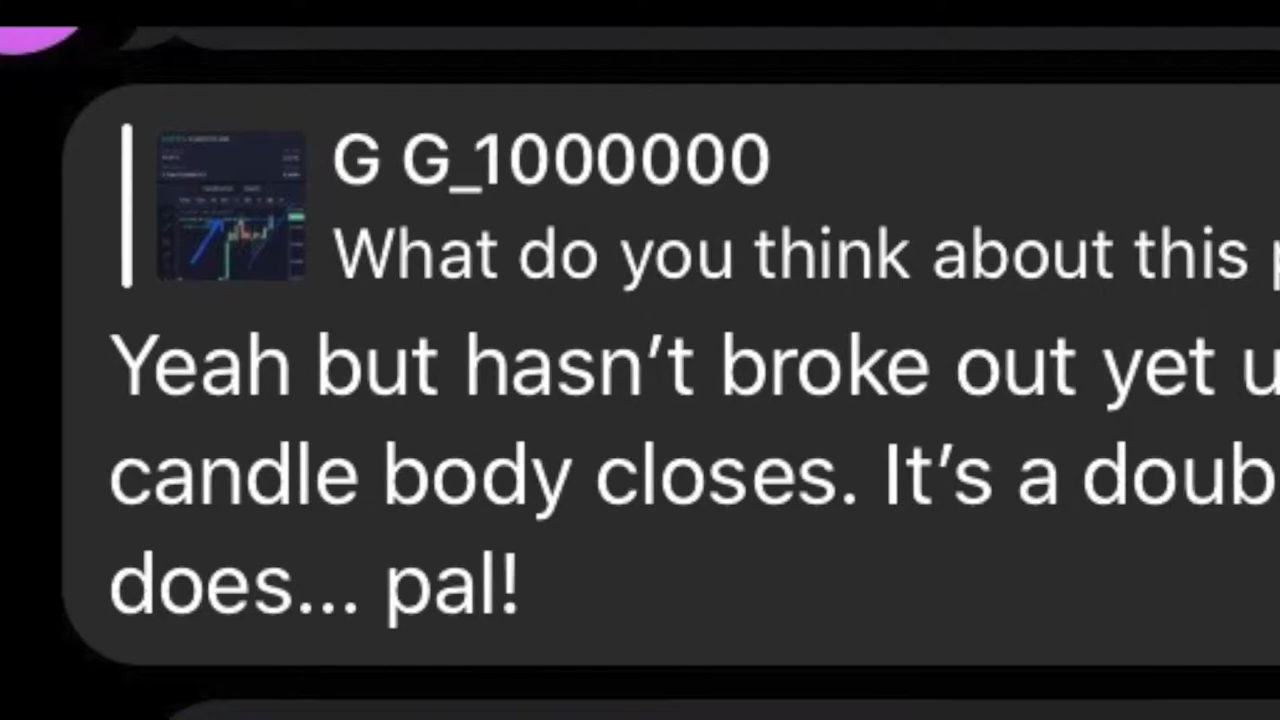 G G_1000000
What do you think about this
Yeah but hasn’t broke out yet
candle body closes. It’s a
does... pal!